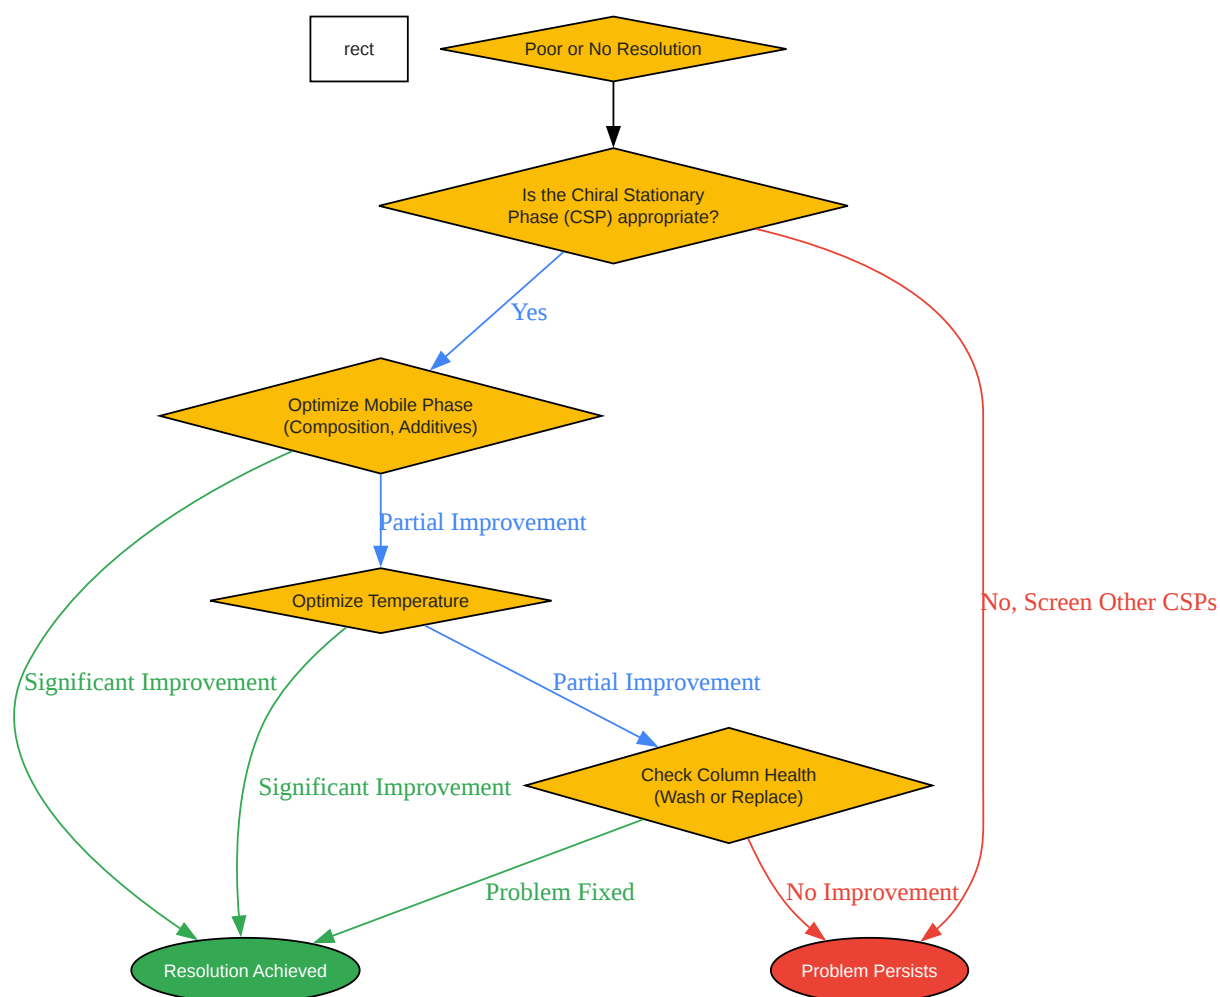 rect
Poor or No Resolution
Is the Chiral Stationary
Phase (CSP) appropriate?
Yes
Optimize Mobile Phase
(Composition, Additives)
Partial Improvement
Optimize Temperature
No, Screen Other CSPs
Significant Improvement
Partial Improvement
Significant Improvement
Check Column Health
(Wash or Replace)
Problem Fixed
No Improvement
Resolution Achieved
Problem Persists